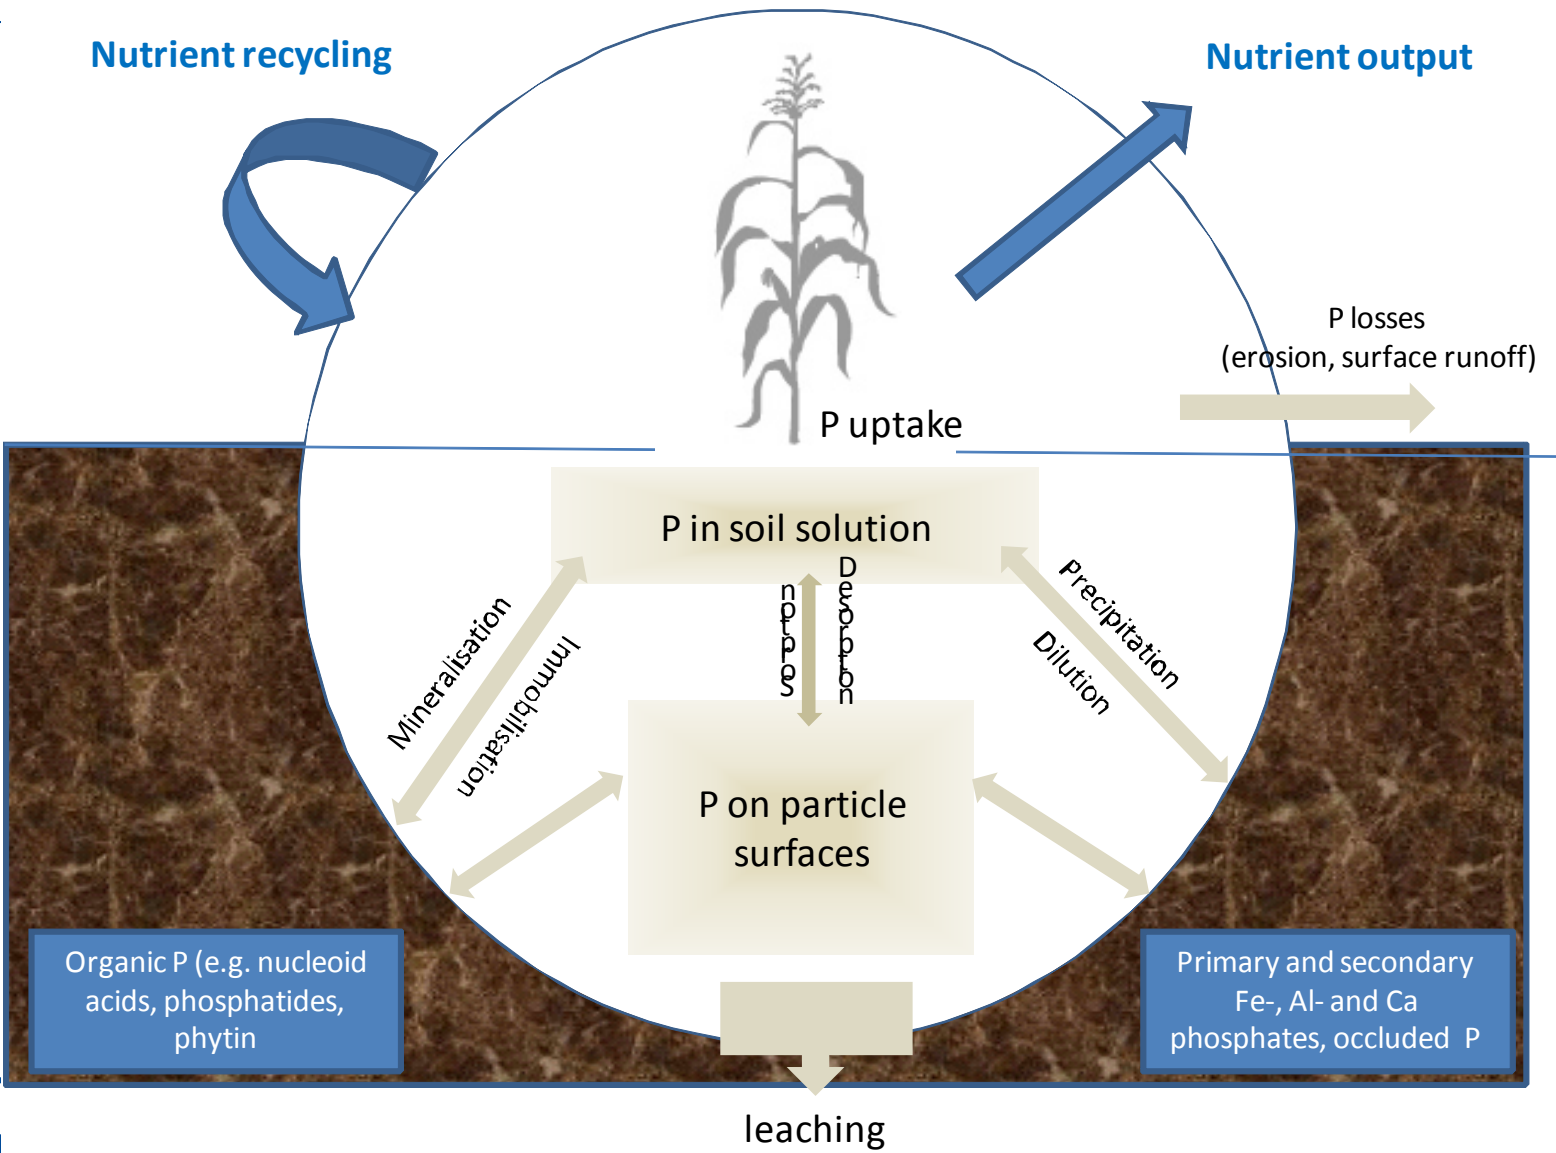 Nutrient recycling
Nutrient output
P losses
(erosion, surface runoff)
P uptake
P in soil solution
Mineralisation
Immobilisation
Sorption
Desorption
Precipitation
Dilution
P on particle
surfaces
Organic P (e.g. nucleoid
acids, phosphatides,
phytin
Primary and secondary
Fe-, Al- and Ca
phosphates, occluded P
leaching